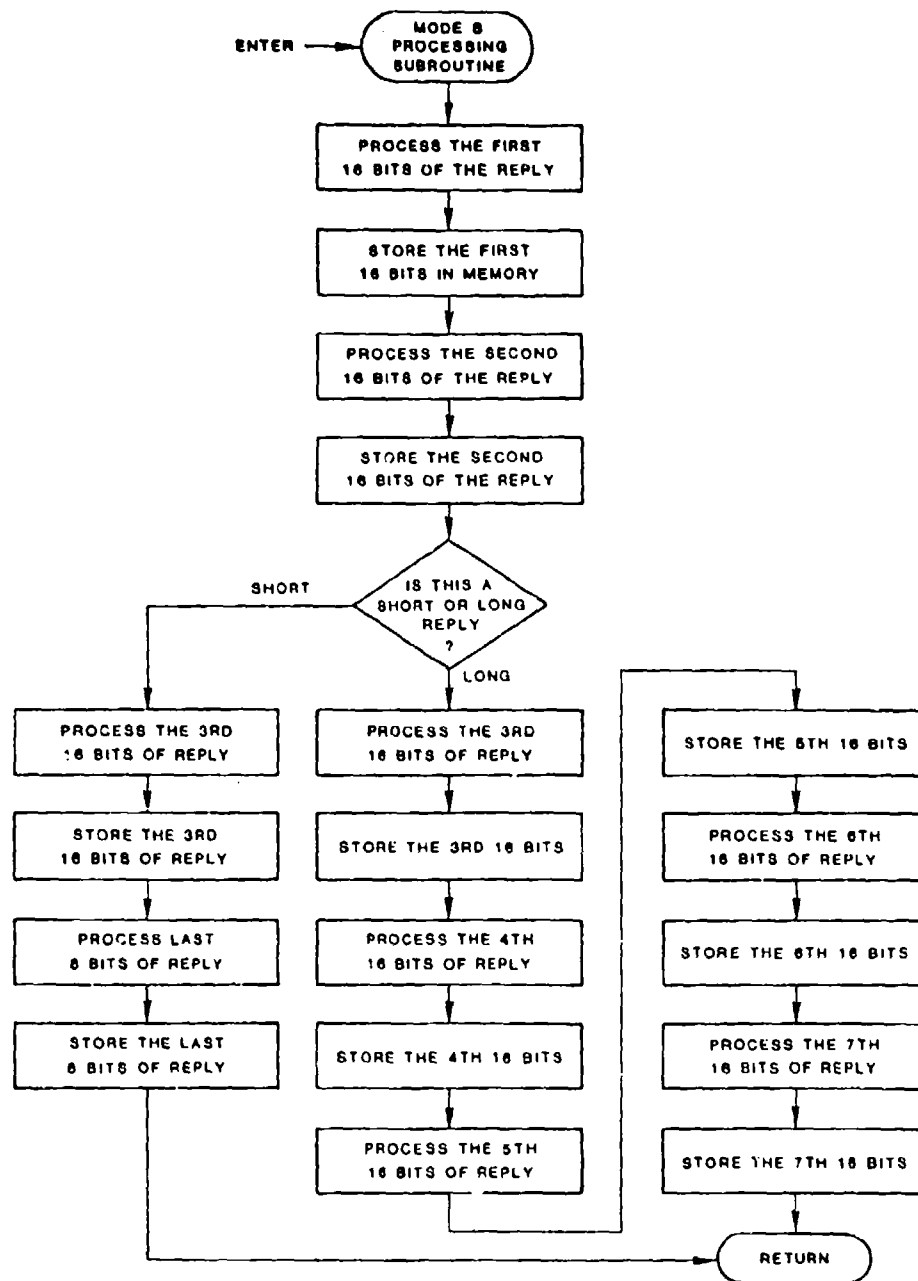 ENTER
MODE S
PROCESSING
SUBROUTINE
PROCESS THE FIRST
16 BITS OF THE REPLY
STORE THE FIRST
16 BITS IN MEMORY
PROCESS THE SECOND
16 BITS OF THE REPLY
STORE THE SECOND
16 BITS OF THE REPLY
IS THIS A
SHORT OR LONG
REPLY
?
SHORT
LONG
PROCESS THE 3RD
16 BITS OF REPLY
STORE THE 3RD
16 BITS OF REPLY
PROCESS LAST
8 BITS OF REPLY
STORE THE LAST
8 BITS OF REPLY
PROCESS THE 3RD
16 BITS OF REPLY
STORE THE 3RD 16 BITS
PROCESS THE 4TH
16 BITS OF REPLY
STORE THE 4TH 16 BITS
PROCESS THE 5TH
16 BITS OF REPLY
STORE THE 5TH 16 BITS
PROCESS THE 6TH
16 BITS OF REPLY
STORE THE 6TH 16 BITS
PROCESS THE 7TH
16 BITS OF REPLY
STORE THE 7TH 16 BITS
RETURN